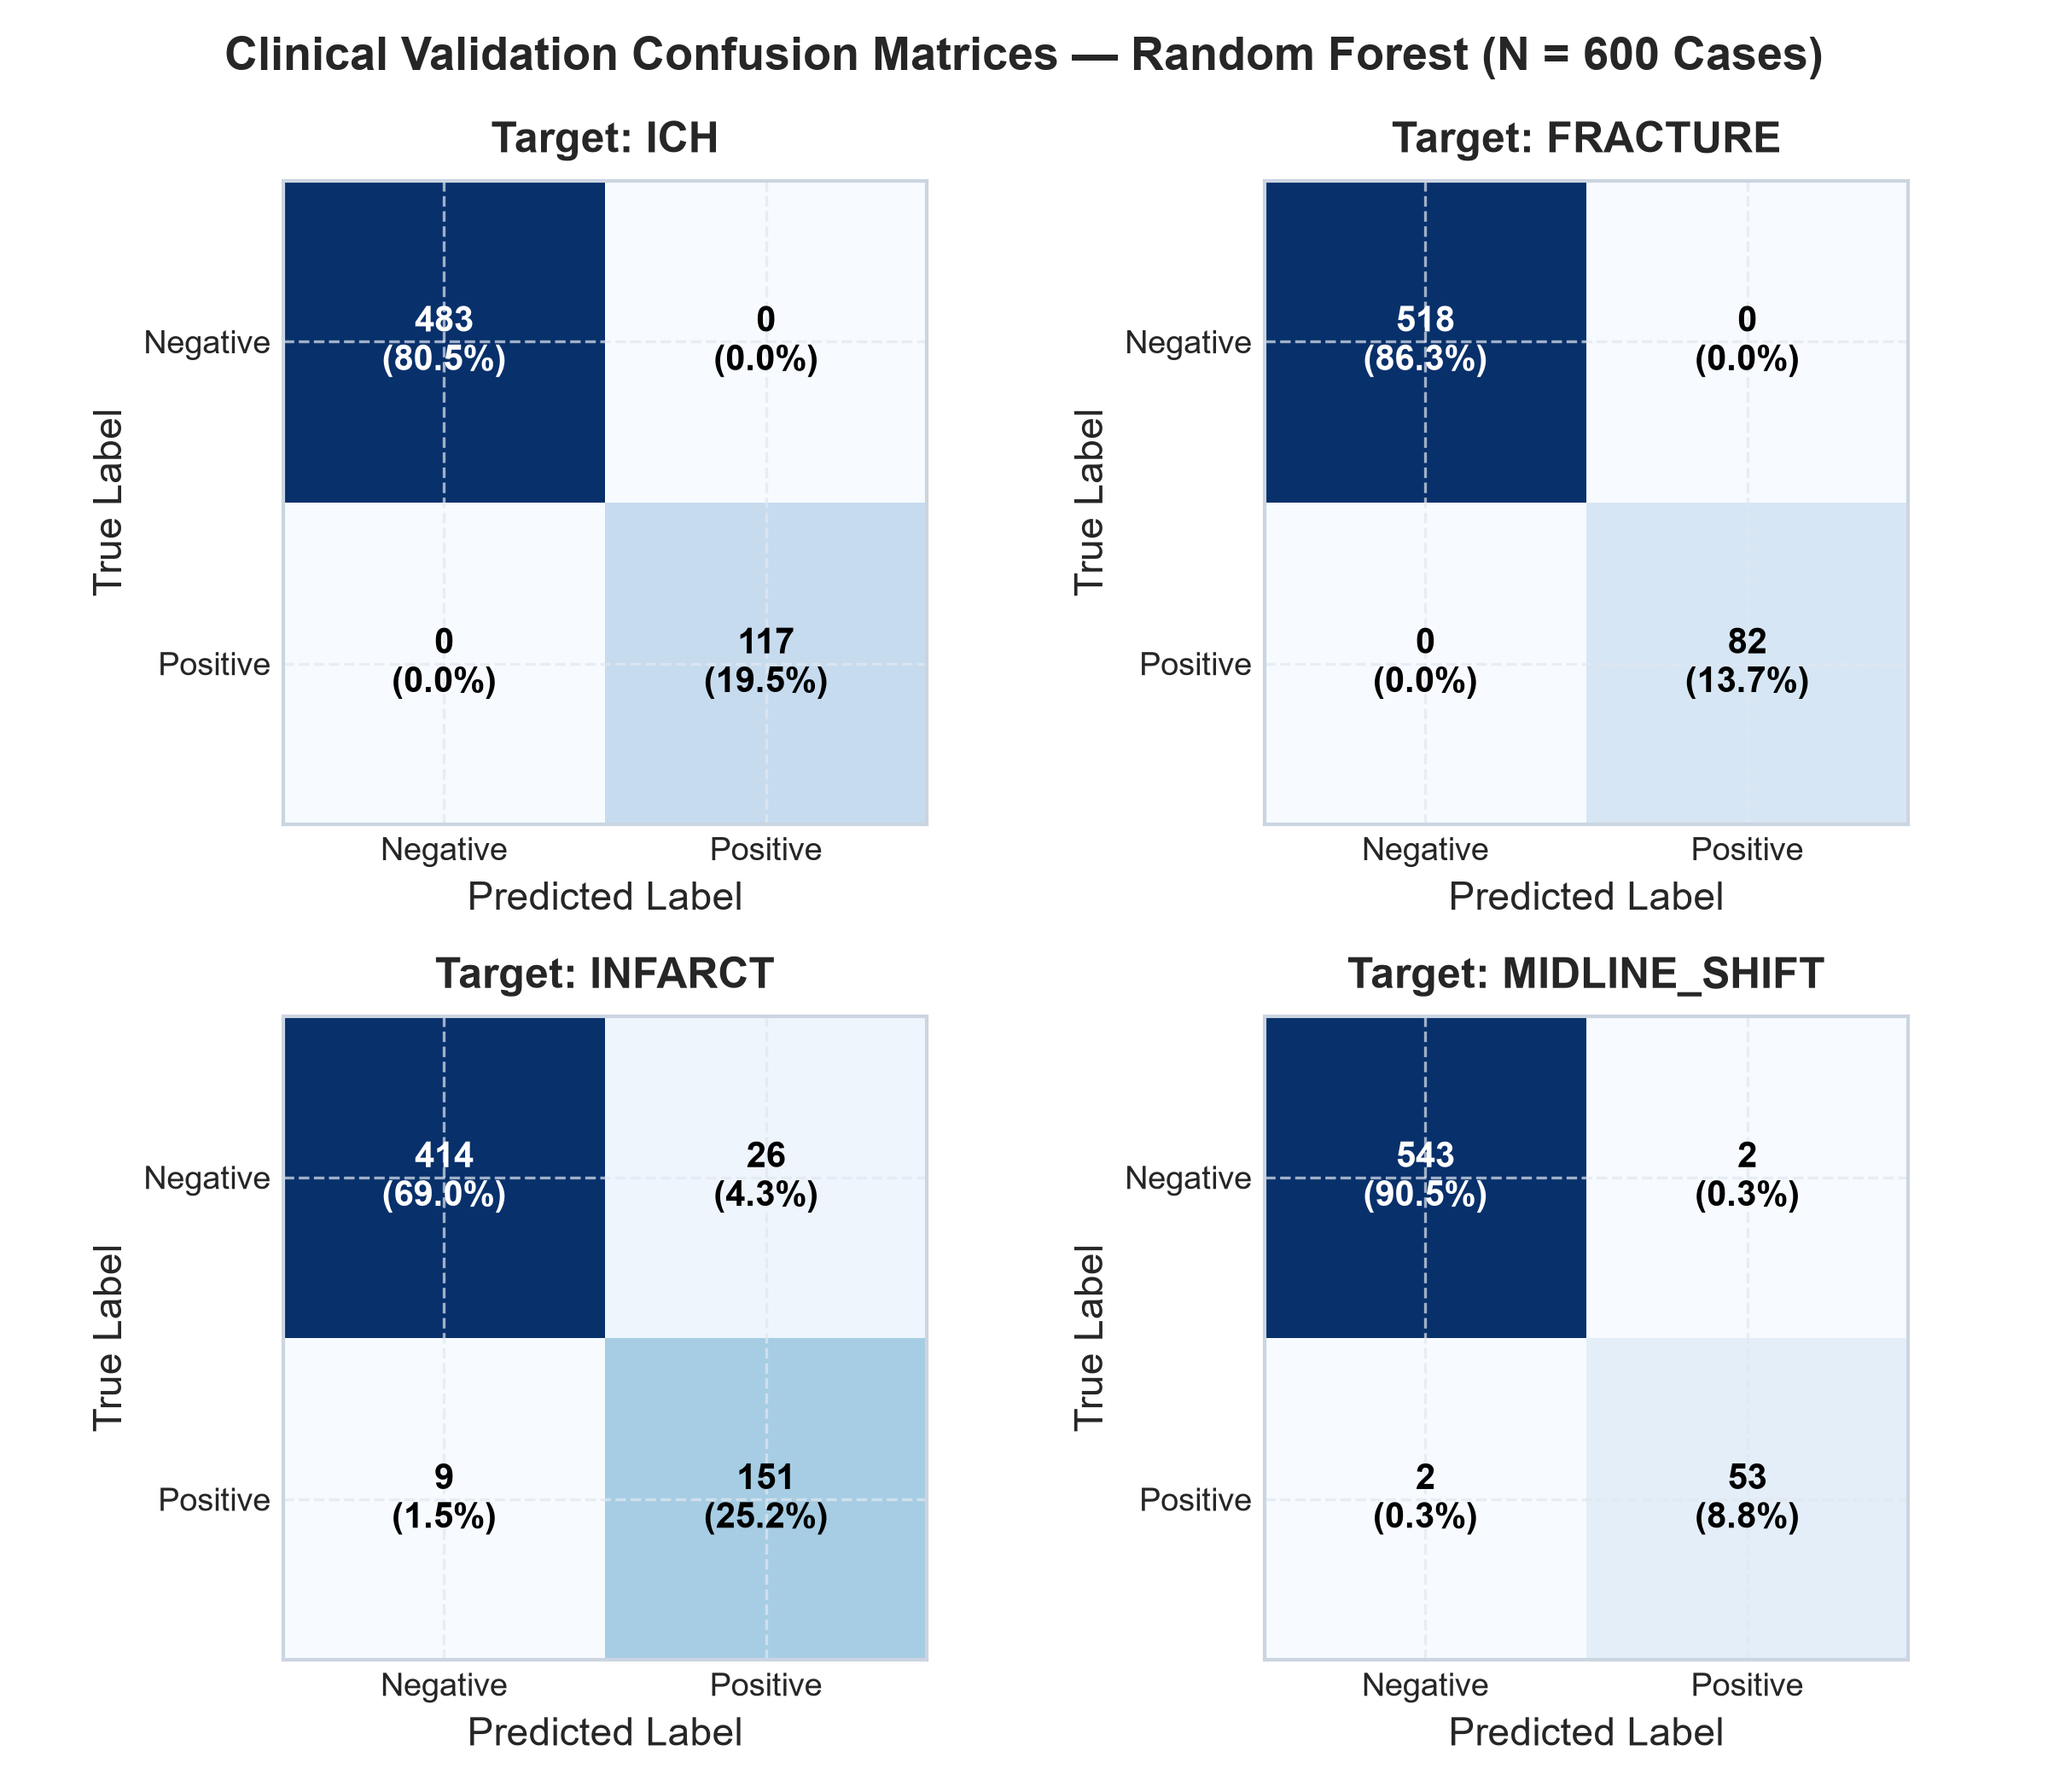 Clinical Validation Confusion Matrices — Random Forest (N = 600 Cases)
Target: ICH
True Label
Negative
483
(80.5%)
0
(0.0%)
Positive
0
(0.0%)
117
(19.5%)
Negative
Positive
Predicted Label
Target: FRACTURE
True Label
Negative
518
(86.3%)
0
(0.0%)
Positive
0
(0.0%)
82
(13.7%)
Negative
Positive
Predicted Label
Target: INFARCT
True Label
Negative
414
(69.0%)
26
(4.3%)
Positive
9
(1.5%)
151
(25.2%)
Negative
Positive
Predicted Label
Target: MIDLINE_SHIFT
True Label
Negative
543
(90.5%)
2
(0.3%)
Positive
2
(0.3%)
53
(8.8%)
Negative
Positive
Predicted Label